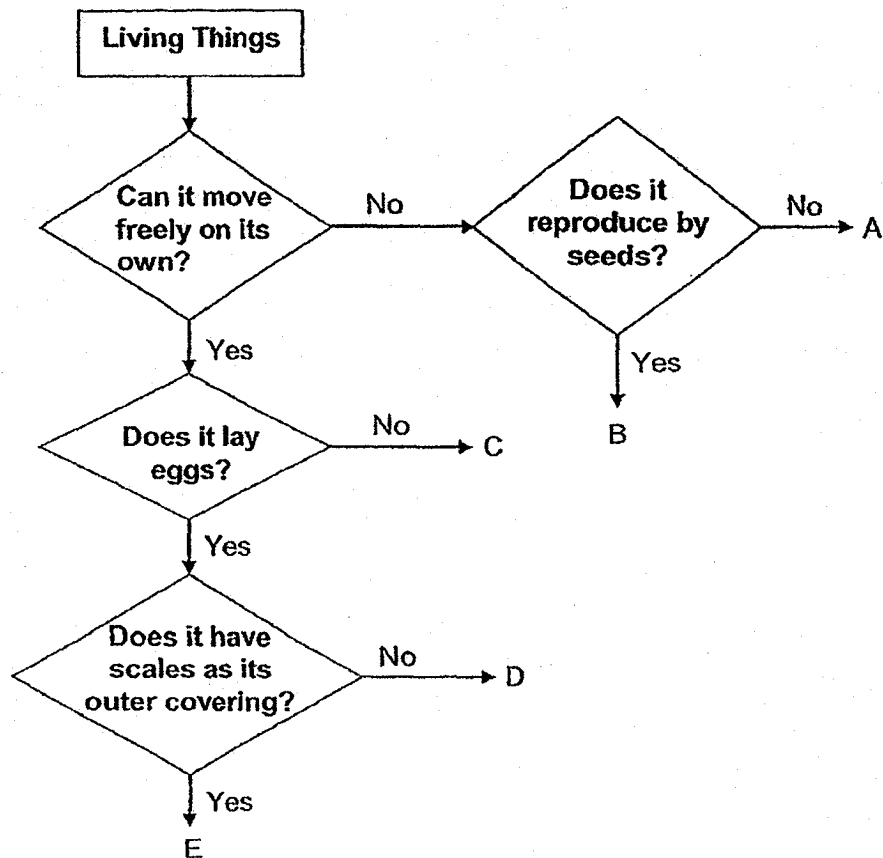 Living Things
Can it move
freely on its
own?
No
Does it
reproduce by
seeds?
No
A
Yes
B
Yes
Does it lay
eggs?
No
C
Yes
Does it have
scales as its
outer covering?
No
D
Yes
E